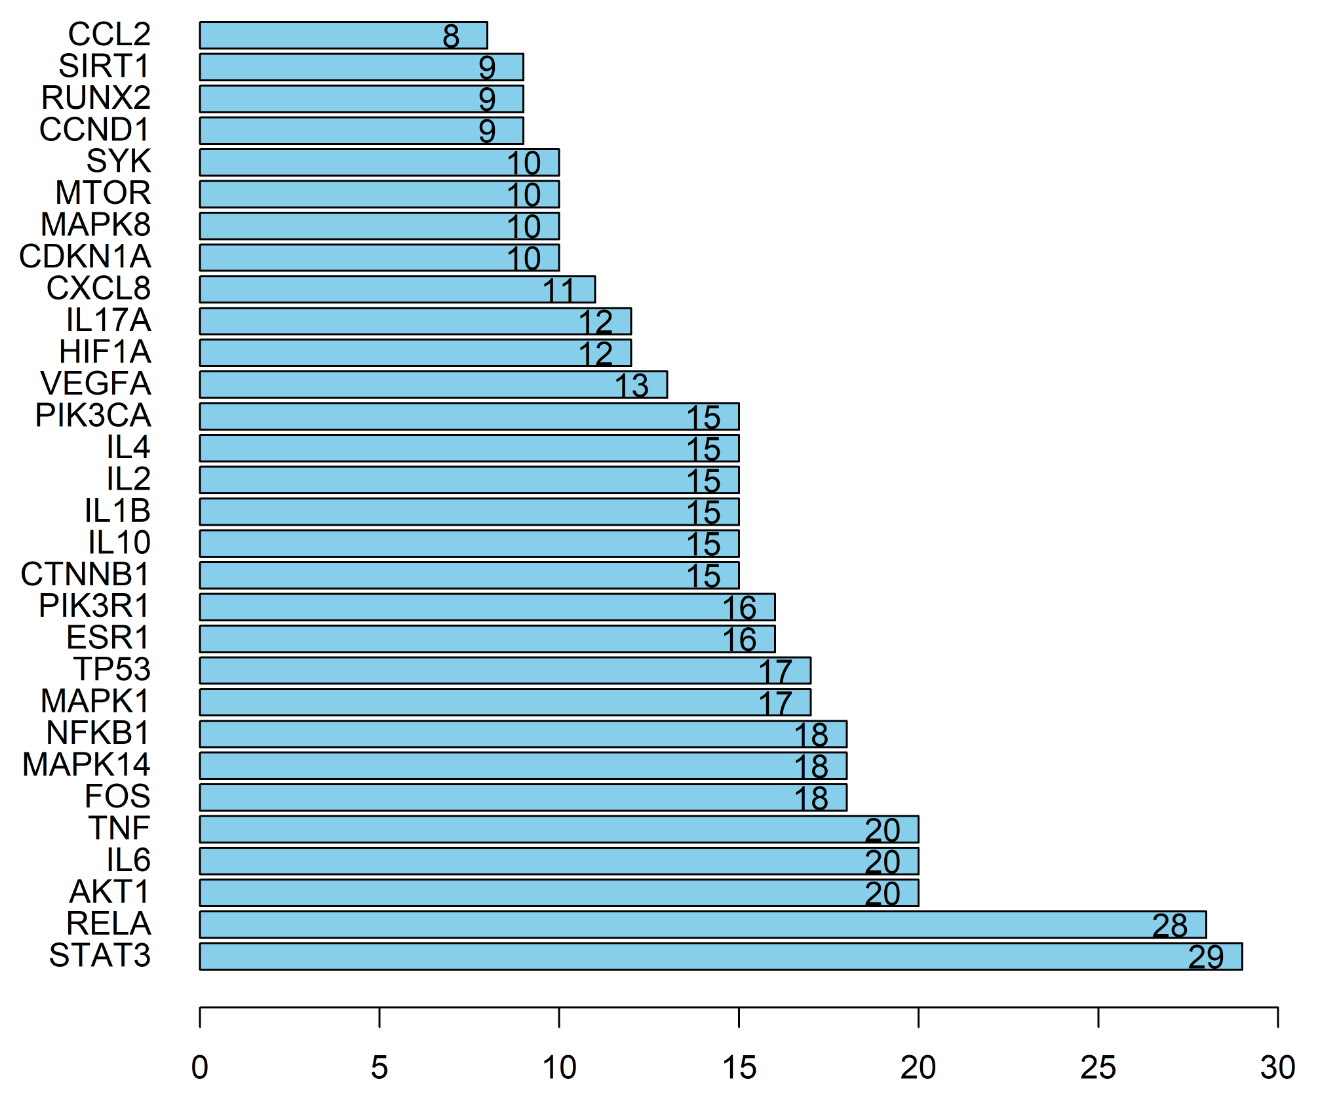 CCL2 8
SIRT1 9
RUNX2 9
CCND1 9
SYK 10
MTOR 10
MAPK8 10
CDKN1A 10
CXCL8 11
IL17A 12
HIF1A 12
VEGFA 13
PIK3CA 15
IL4 15
IL2 15
IL1B 15
IL10 15
CTNNB1 15
PIK3R1 16
ESR1 16
TP53 17
MAPK1 17
NFKB1 18
MAPK14 18
FOS 18
TNF 20
IL6 20
AKT1 20
RELA 28
STAT3 29
0 5 10 15 20 25 30